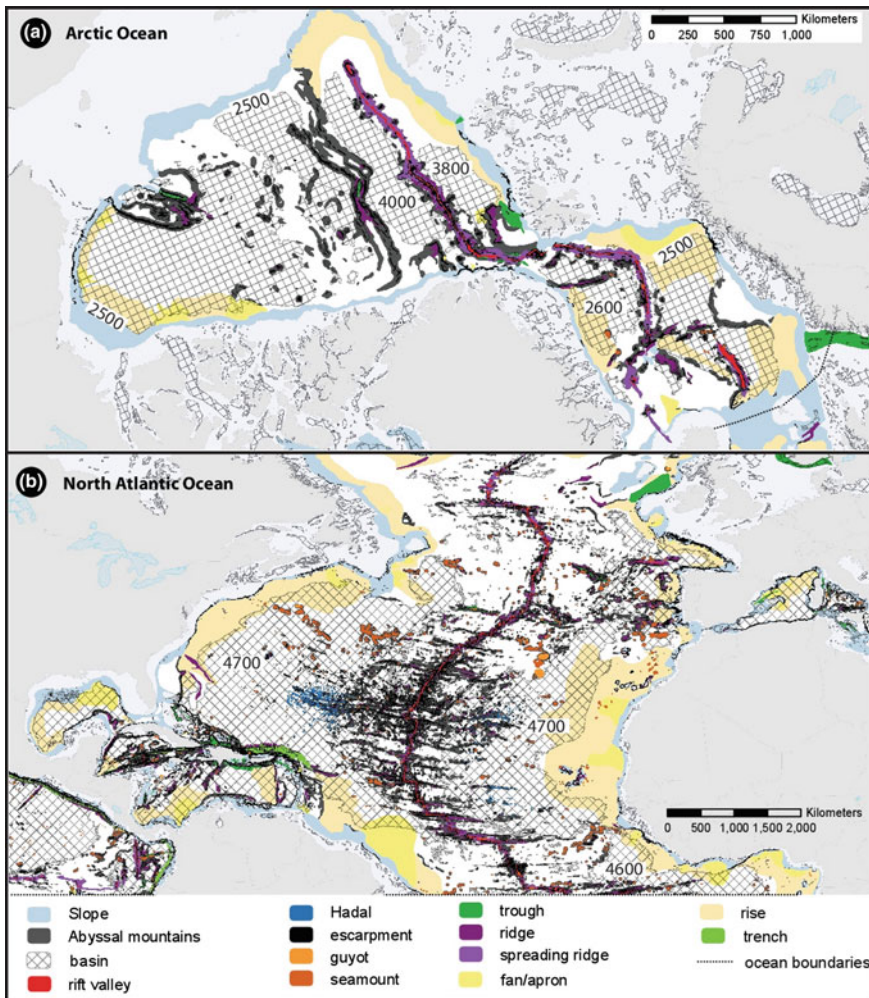 (a) Arctic Ocean
Kilometers
0 250 500 750 1,000
2500
3800
4000
2500
2600
2500
(b) North Atlantic Ocean
4700
4700
Kilometers
0 500 1,000 1,500 2,000
4600
Slope
Abyssal mountains
basin
rift valley
Hadal
escarpment
guyot
seamount
trough
ridge
spreading ridge
fan/apron
rise
trench
ocean boundaries